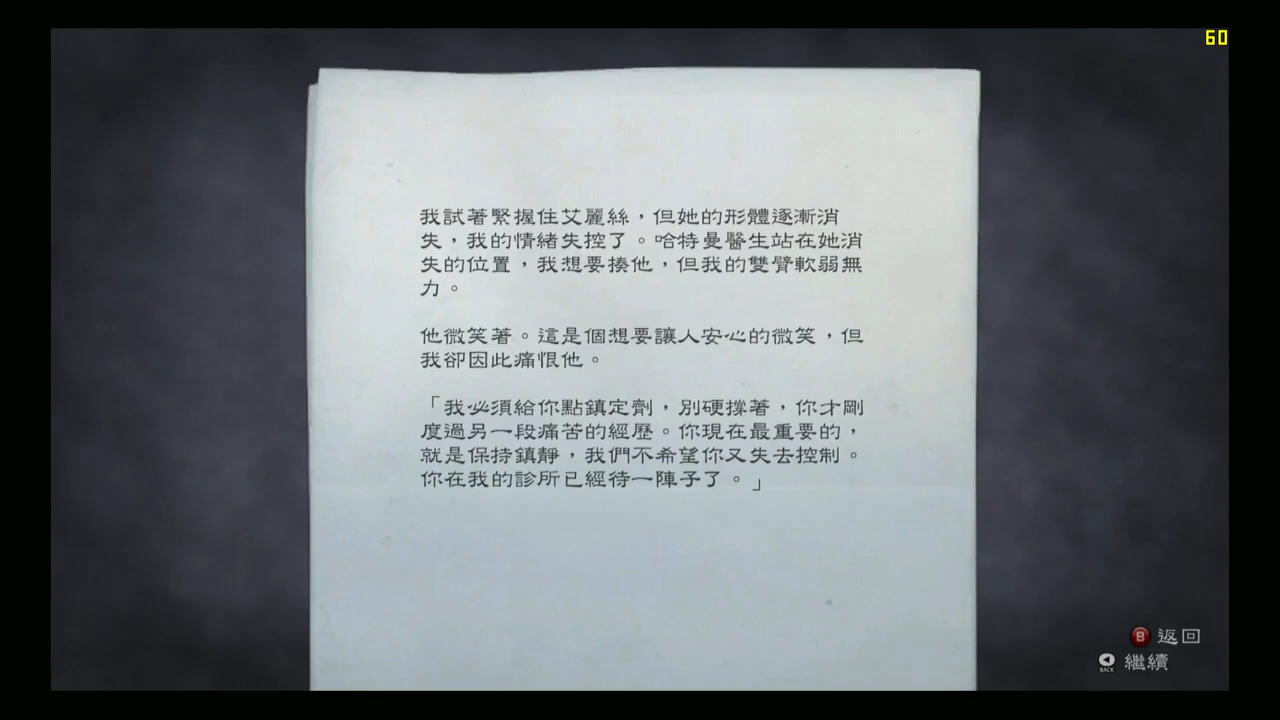 60
我試著緊握住艾麗絲，但她的形體逐漸消
失，我的情緒失控了。哈特曼醫生站在她消
失的位置，我想要揍他，但我的雙臂軟弱無
力。
他微笑著。這是個想要讓人安心的微笑，但
我卻因此痛恨他。
「我必須給你點鎮定劑，別硬撐著，你才剛
度過另一段痛苦的經歷。你現在最重要的，
就是保持鎮靜，我們不希望你又失去控制。
你在我的診所已經待一陣子了。」
B 返回
BACK 繼續